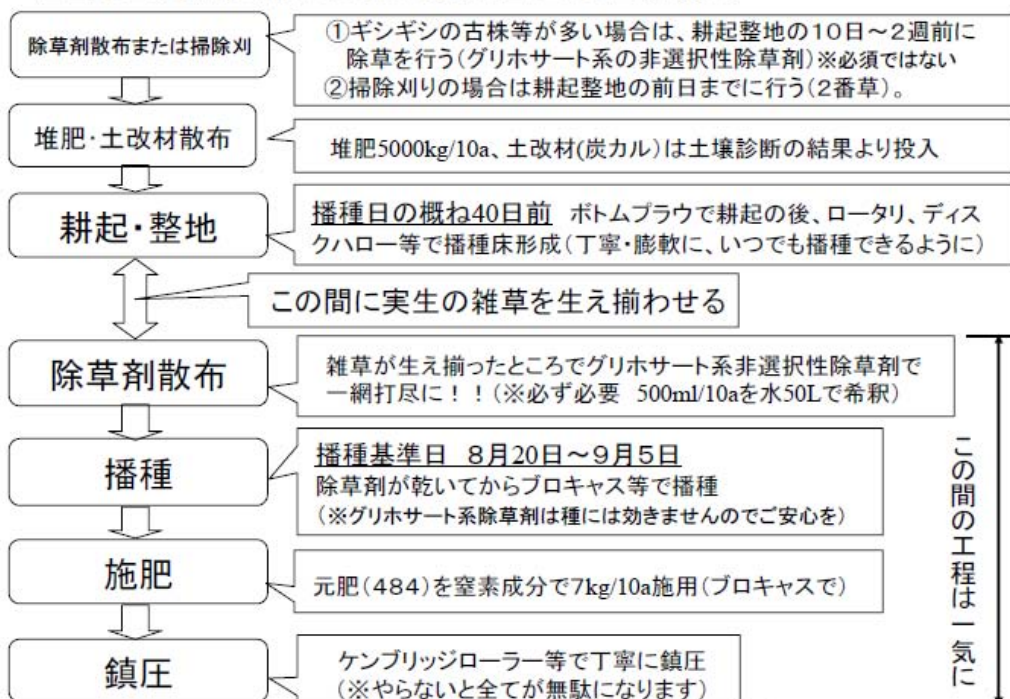 除草剤散布または掃除刈
①ギシギシの古株等が多い場合は、耕起整地の10日～2週前に
除草を行う(グリホサート系の非選択性除草剤)※必須ではない
②掃除刈りの場合は耕起整地の前日までに行う(2番草)。
堆肥・土改材散布
堆肥5000kg/10a、土改材(炭カル)は土壌診断の結果より投入
耕起・整地
播種日の概ね40日前 ボトムプラウで耕起の後、ロータリ、ディス
クハロー等で播種床形成(丁寧・膨軟に、いつでも播種できるように)
この間に実生の雑草を生え揃わせる
除草剤散布
雑草が生え揃ったところでグリホサート系非選択性除草剤で
一網打尽に！！(※必ず必要 500ml/10aを水50Lで希釈)
播種
播種基準日 8月20日～9月5日
除草剤が乾いてからブロキャス等で播種
(※グリホサート系除草剤は種には効きませんのでご安心を)
施肥
元肥(484)を窒素成分で7kg/10a施用(ブロキャスで)
鎮圧
ケンブリッジローラー等で丁寧に鎮圧
(※やらないと全てが無駄になります)
この間の工程は一気に